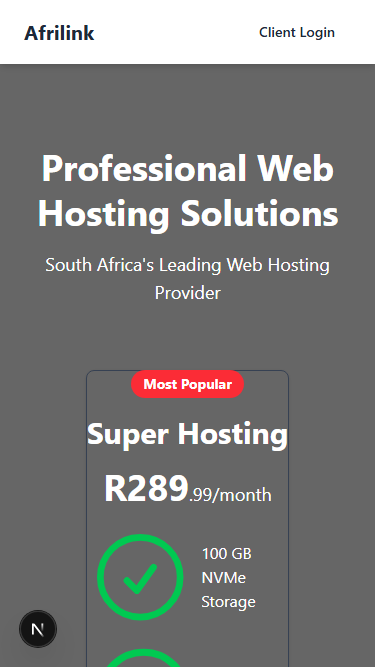 Afrilink
Client Login
Professional Web
Hosting Solutions
South Africa's Leading Web Hosting
Provider
Most Popular
Super Hosting
R289.99/month
100 GB
NVMe
Storage
N